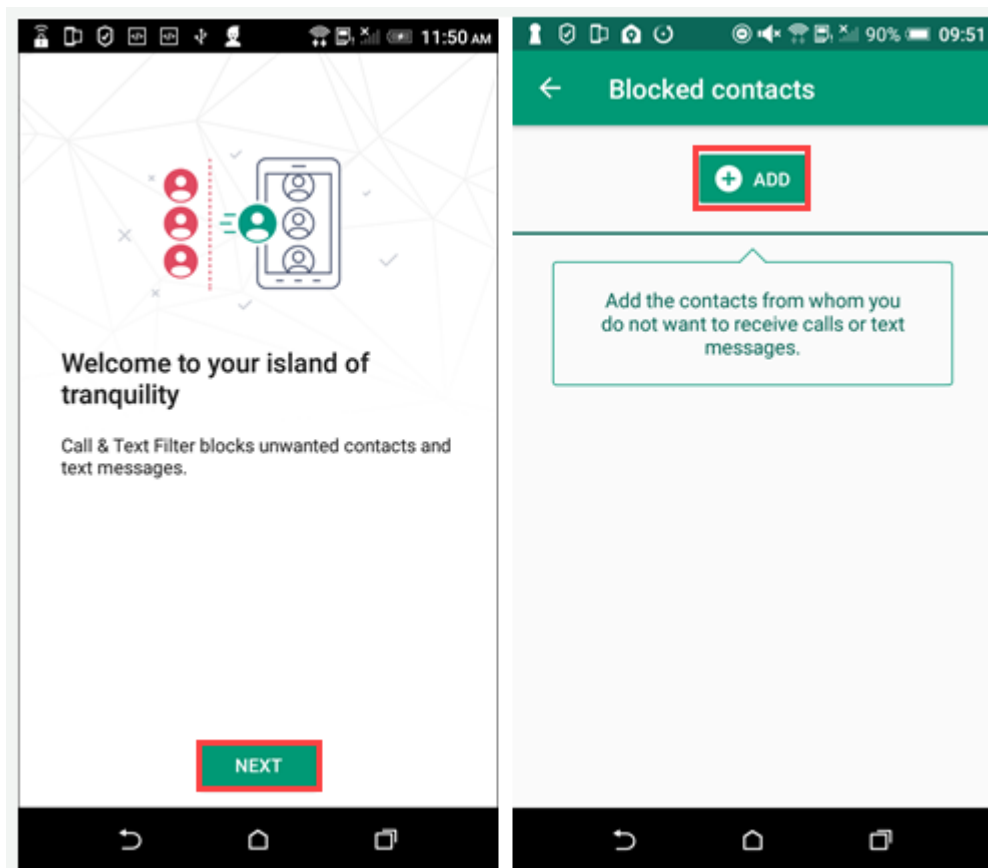 11:50 AM
Welcome to your island of
tranquility
Call & Text Filter blocks unwanted contacts and
text messages.
NEXT
90% 09:51
Blocked contacts
ADD
Add the contacts from whom you
do not want to receive calls or text
messages.